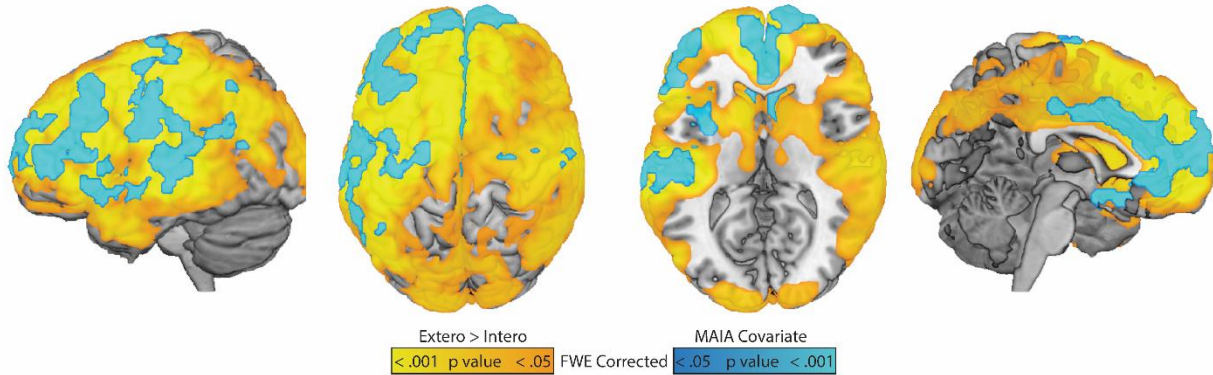 Extero > Intero
MAIA Covariate
< .001 p value < .05 FWE Corrected < .05 p value < .001